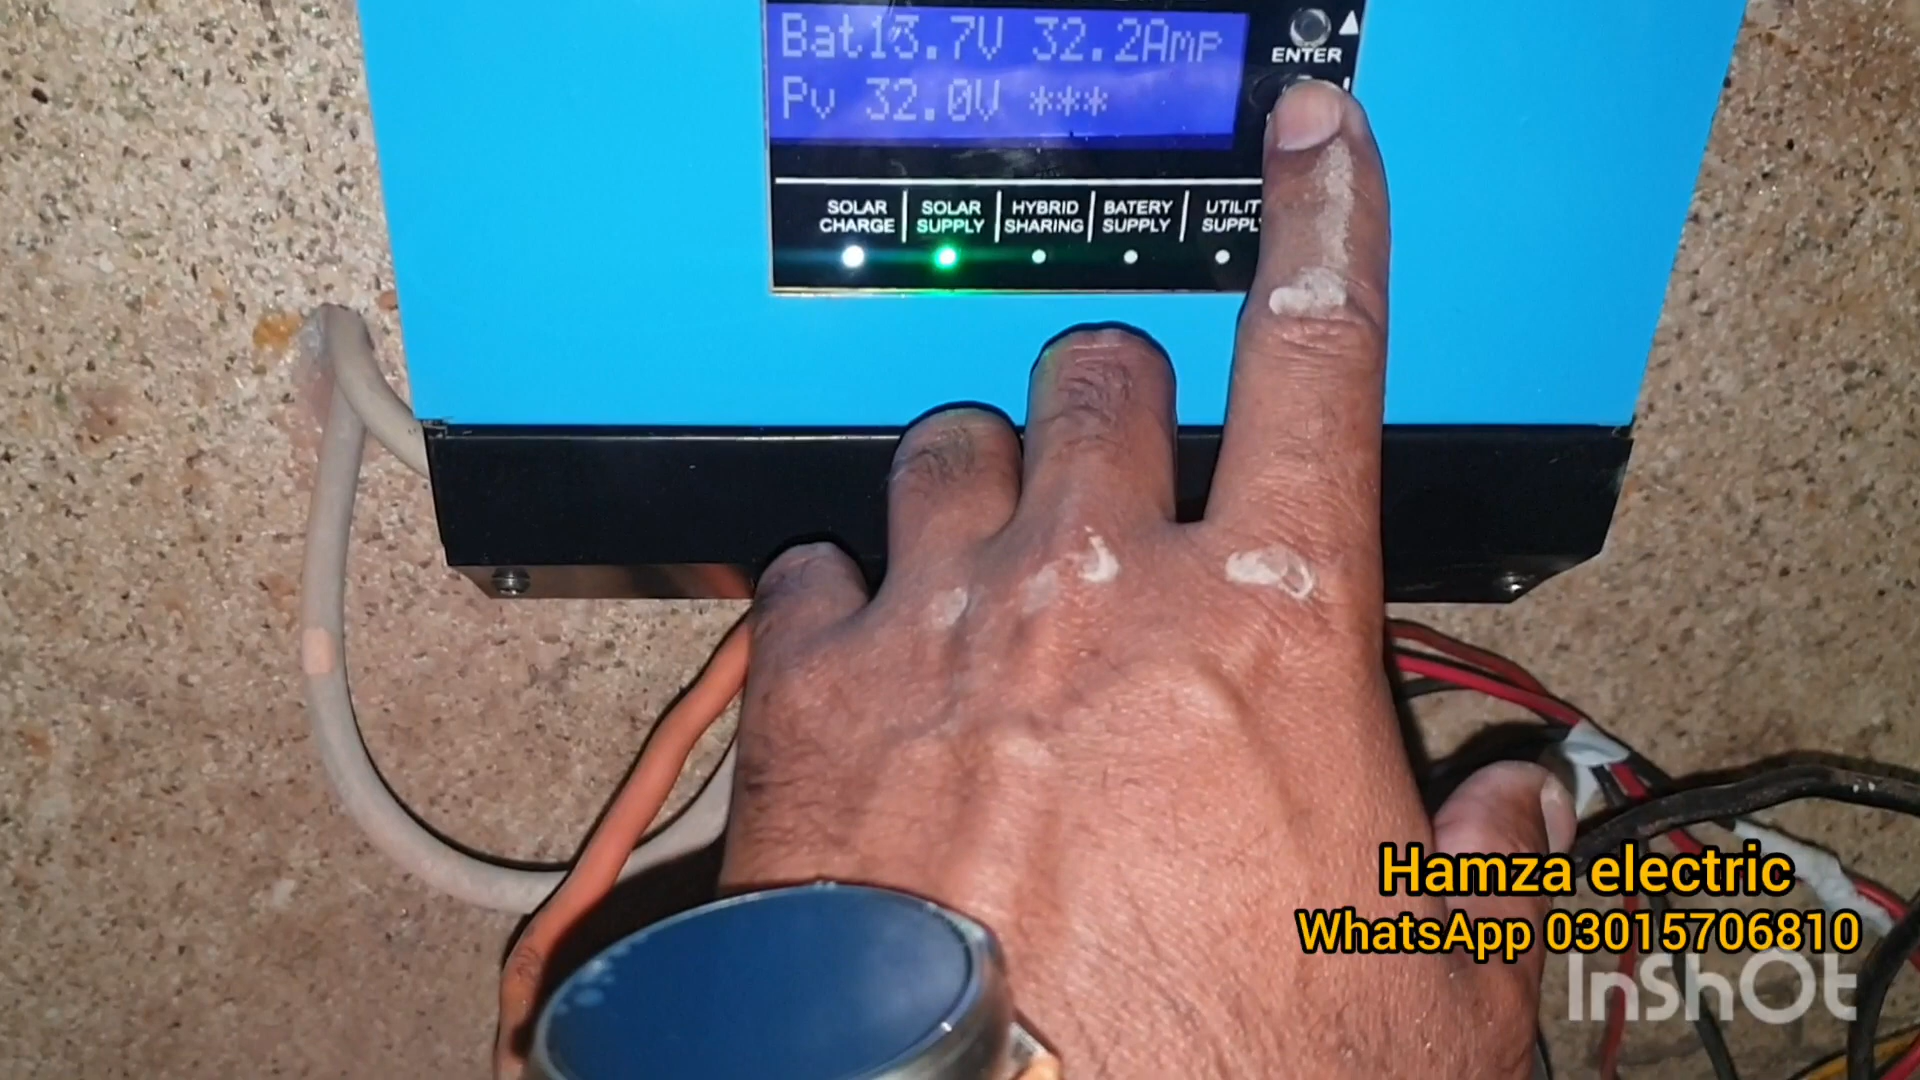 Bat13.7V 32.2Amp
Pv 32.0V ***
ENTER
SOLAR CHARGE
SOLAR SUPPLY
HYBRID SHARING
BATERY SUPPLY
Hamza electric
WhatsApp 03015706810
InShOt